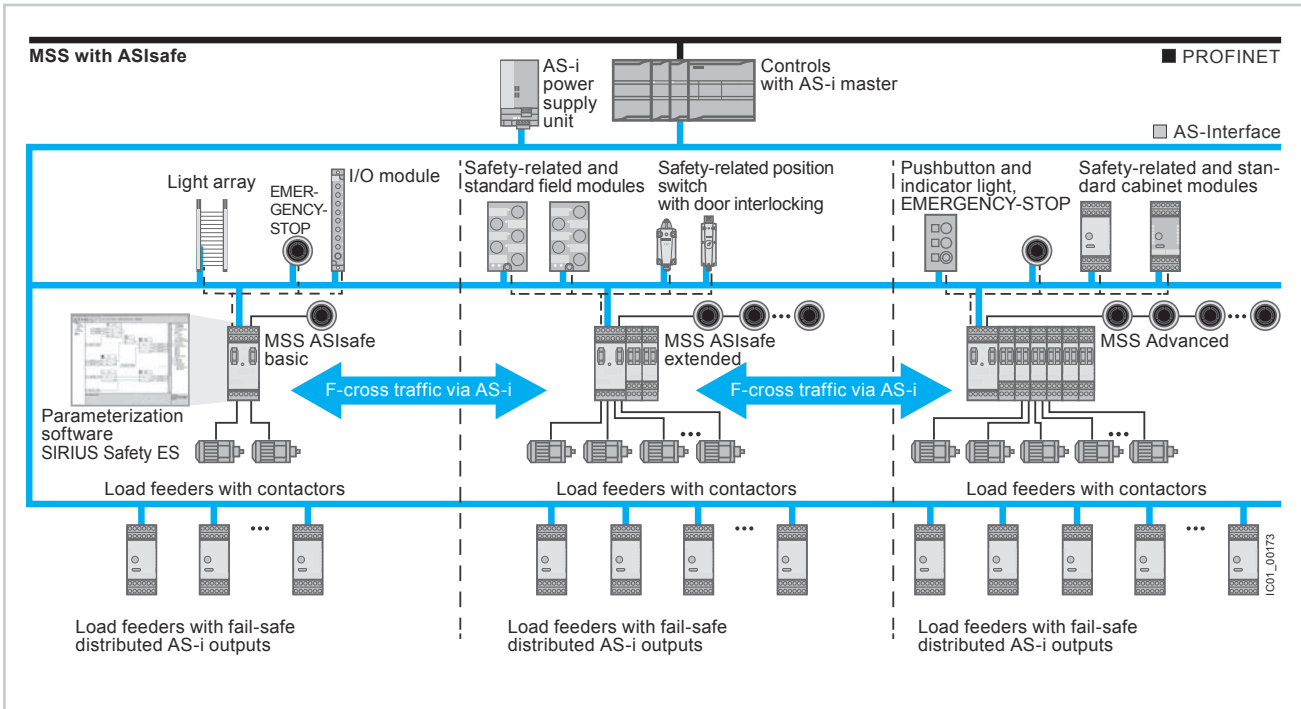 MSS with ASIsafe
PROFINET
AS-i
power
supply
unit
Controls
with AS-i master
AS-Interface
Light array
EMER-
GENCY-
STOP
I/O module
Safety-related and
standard field modules
Safety-related position
switch
with door interlocking
Pushbutton and
indicator light,
EMERGENCY-STOP
Safety-related and stan-
dard cabinet modules
MSS ASIsafe
basic
MSS ASIsafe
extended
MSS Advanced
F-cross traffic via AS-i
F-cross traffic via AS-i
Parameterization
software
SIRIUS Safety ES
Load feeders with contactors
Load feeders with contactors
Load feeders with contactors
IC01_00173
Load feeders with fail-safe
distributed AS-i outputs
Load feeders with fail-safe
distributed AS-i outputs
Load feeders with fail-safe
distributed AS-i outputs